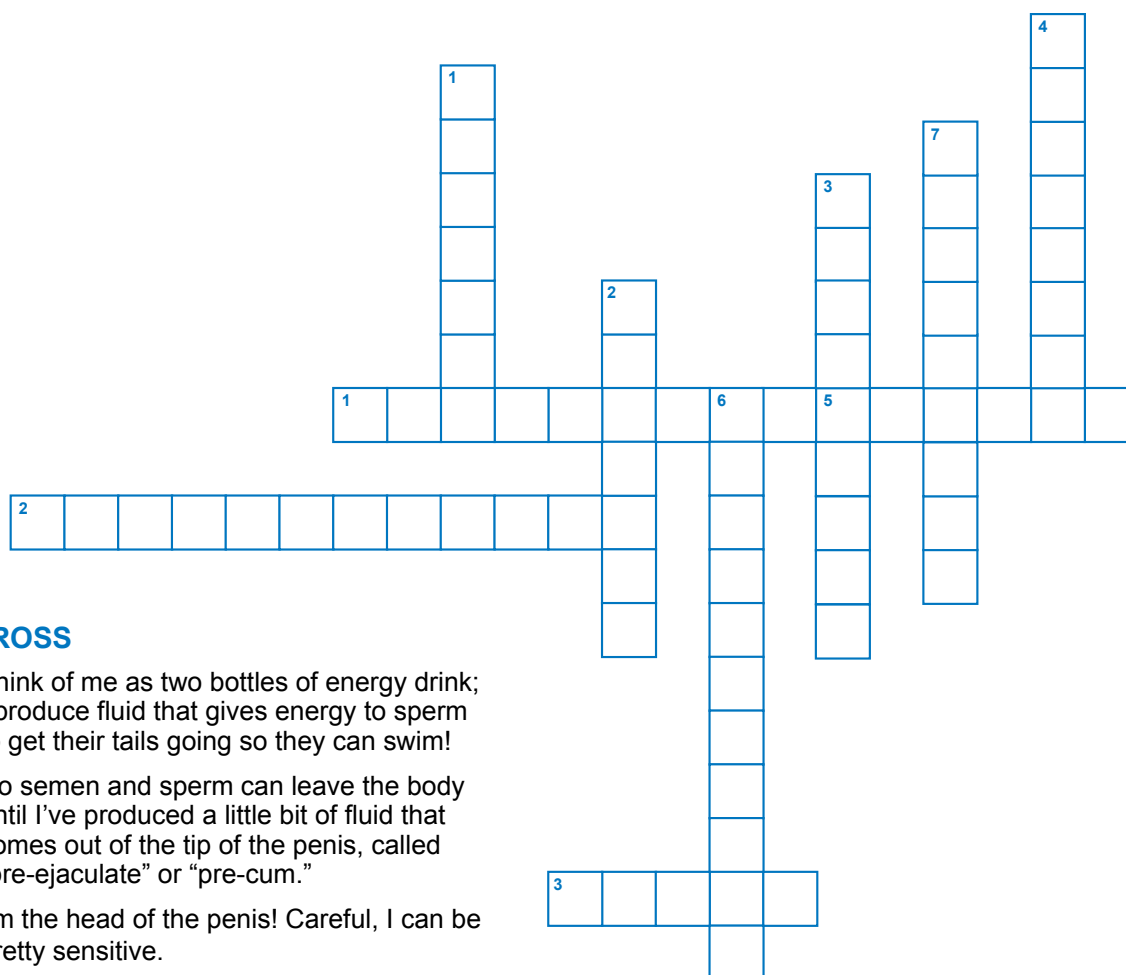 4
1
7
3
2
1 6 5
2
ROSS
hink of me as two bottles of energy drink;
produce fluid that gives energy to sperm
get their tails going so they can swim!
o semen and sperm can leave the body
ntil I’ve produced a little bit of fluid that
omes out of the tip of the penis, called
pre-ejaculate” or “pre-cum.”
3
m the head of the penis! Careful, I can be
retty sensitive.